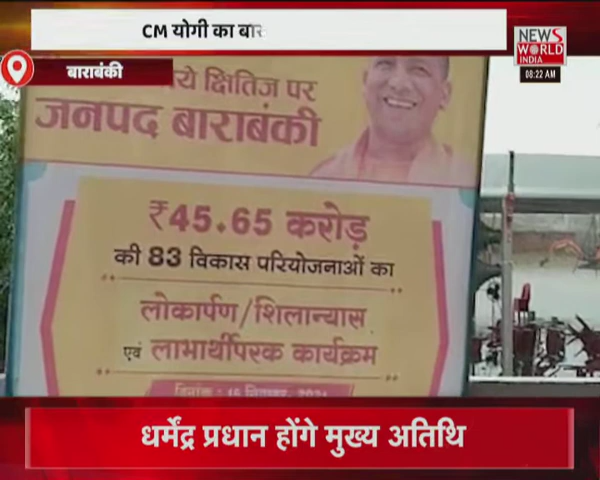 CM योगी का
NEWS
WORLD
INDIA
08:22 AM
बाराबंकी
क्षितिज पर
जनपद बाराबंकी
₹45.65 करोड़
की 83 विकास परियोजनाओं का
लोकार्पण/शिलान्यास
एवं लाभार्थीपरक कार्यक्रम
धर्मेंद्र प्रधान होंगे मुख्य अतिथि